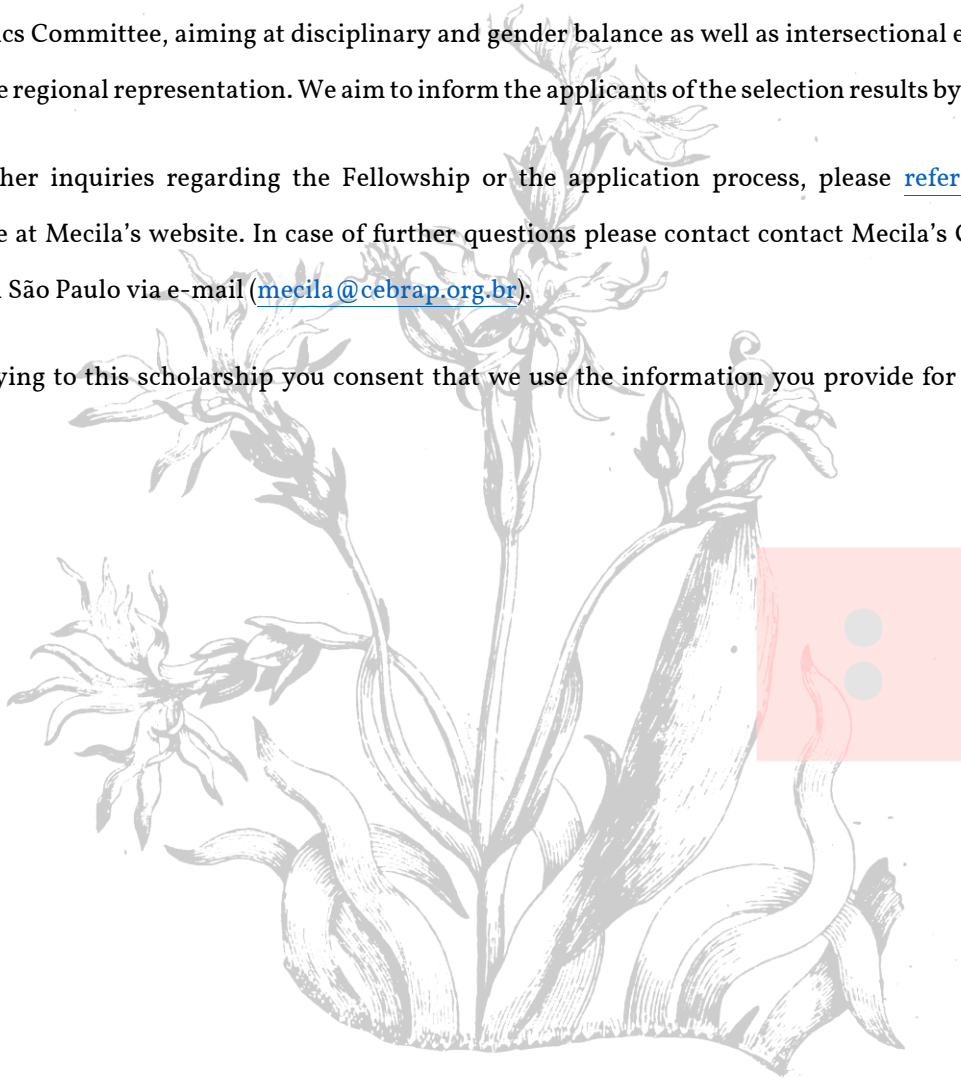 cs Committee, aiming at disciplinary and gender balance as well as intersectional e
e regional representation. We aim to inform the applicants of the selection results by
her inquiries regarding the Fellowship or the application process, please refer
e at Mecila’s website. In case of further questions please contact contact Mecila’s
São Paulo via e-mail (mecila@cebrap.org.br).
ying to this scholarship you consent that we use the information you provide for